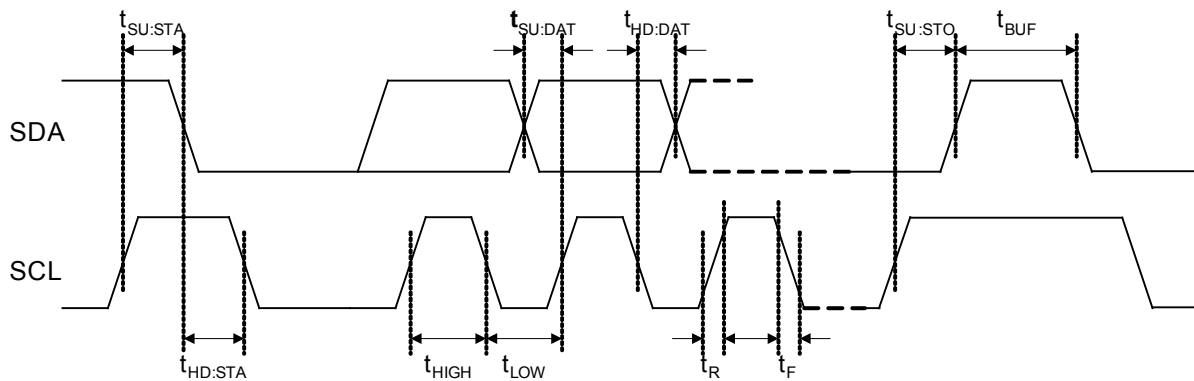 tSU:STA
tSU:DAT
tHD:DAT
tSU:STO
tBUF
SDA
SCL
tHD:STA
tHIGH
tLOW
tR
tF